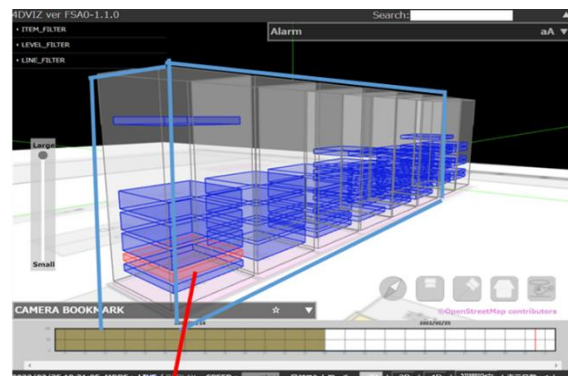 4DVIZ ver FSA0-1.1.0
Search:
ITEM_FILTER
LEVEL_FILTER
LINE_FILTER
Alarm aA
Large
Small
©OpenStreetMap contributors
CAMERA BOOKMARK